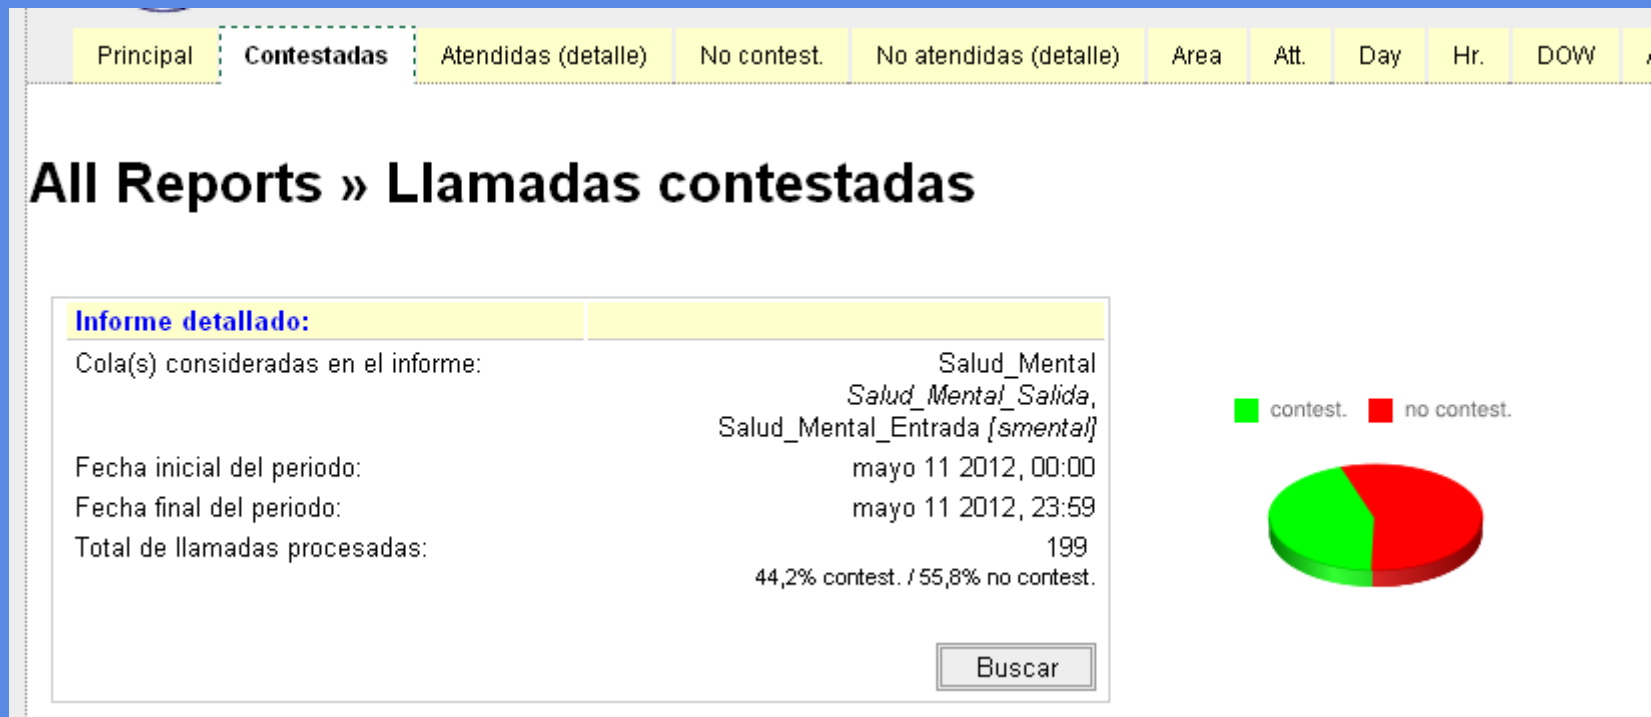 Principal Contestadas Atendidas (detalle) No contest. No atendidas (detalle) Area Att. Day Hr. DOW
All Reports » Llamadas contestadas
Informe detallado:
Cola(s) consideradas en el informe: Salud_Mental
Salud_Mental_Salida,
Salud_Mental_Entrada [smental]
contest. no contest.
Fecha inicial del periodo: mayo 11 2012, 00:00
Fecha final del periodo: mayo 11 2012, 23:59
Total de llamadas procesadas: 199
44,2% contest. / 55,8% no contest.
Buscar